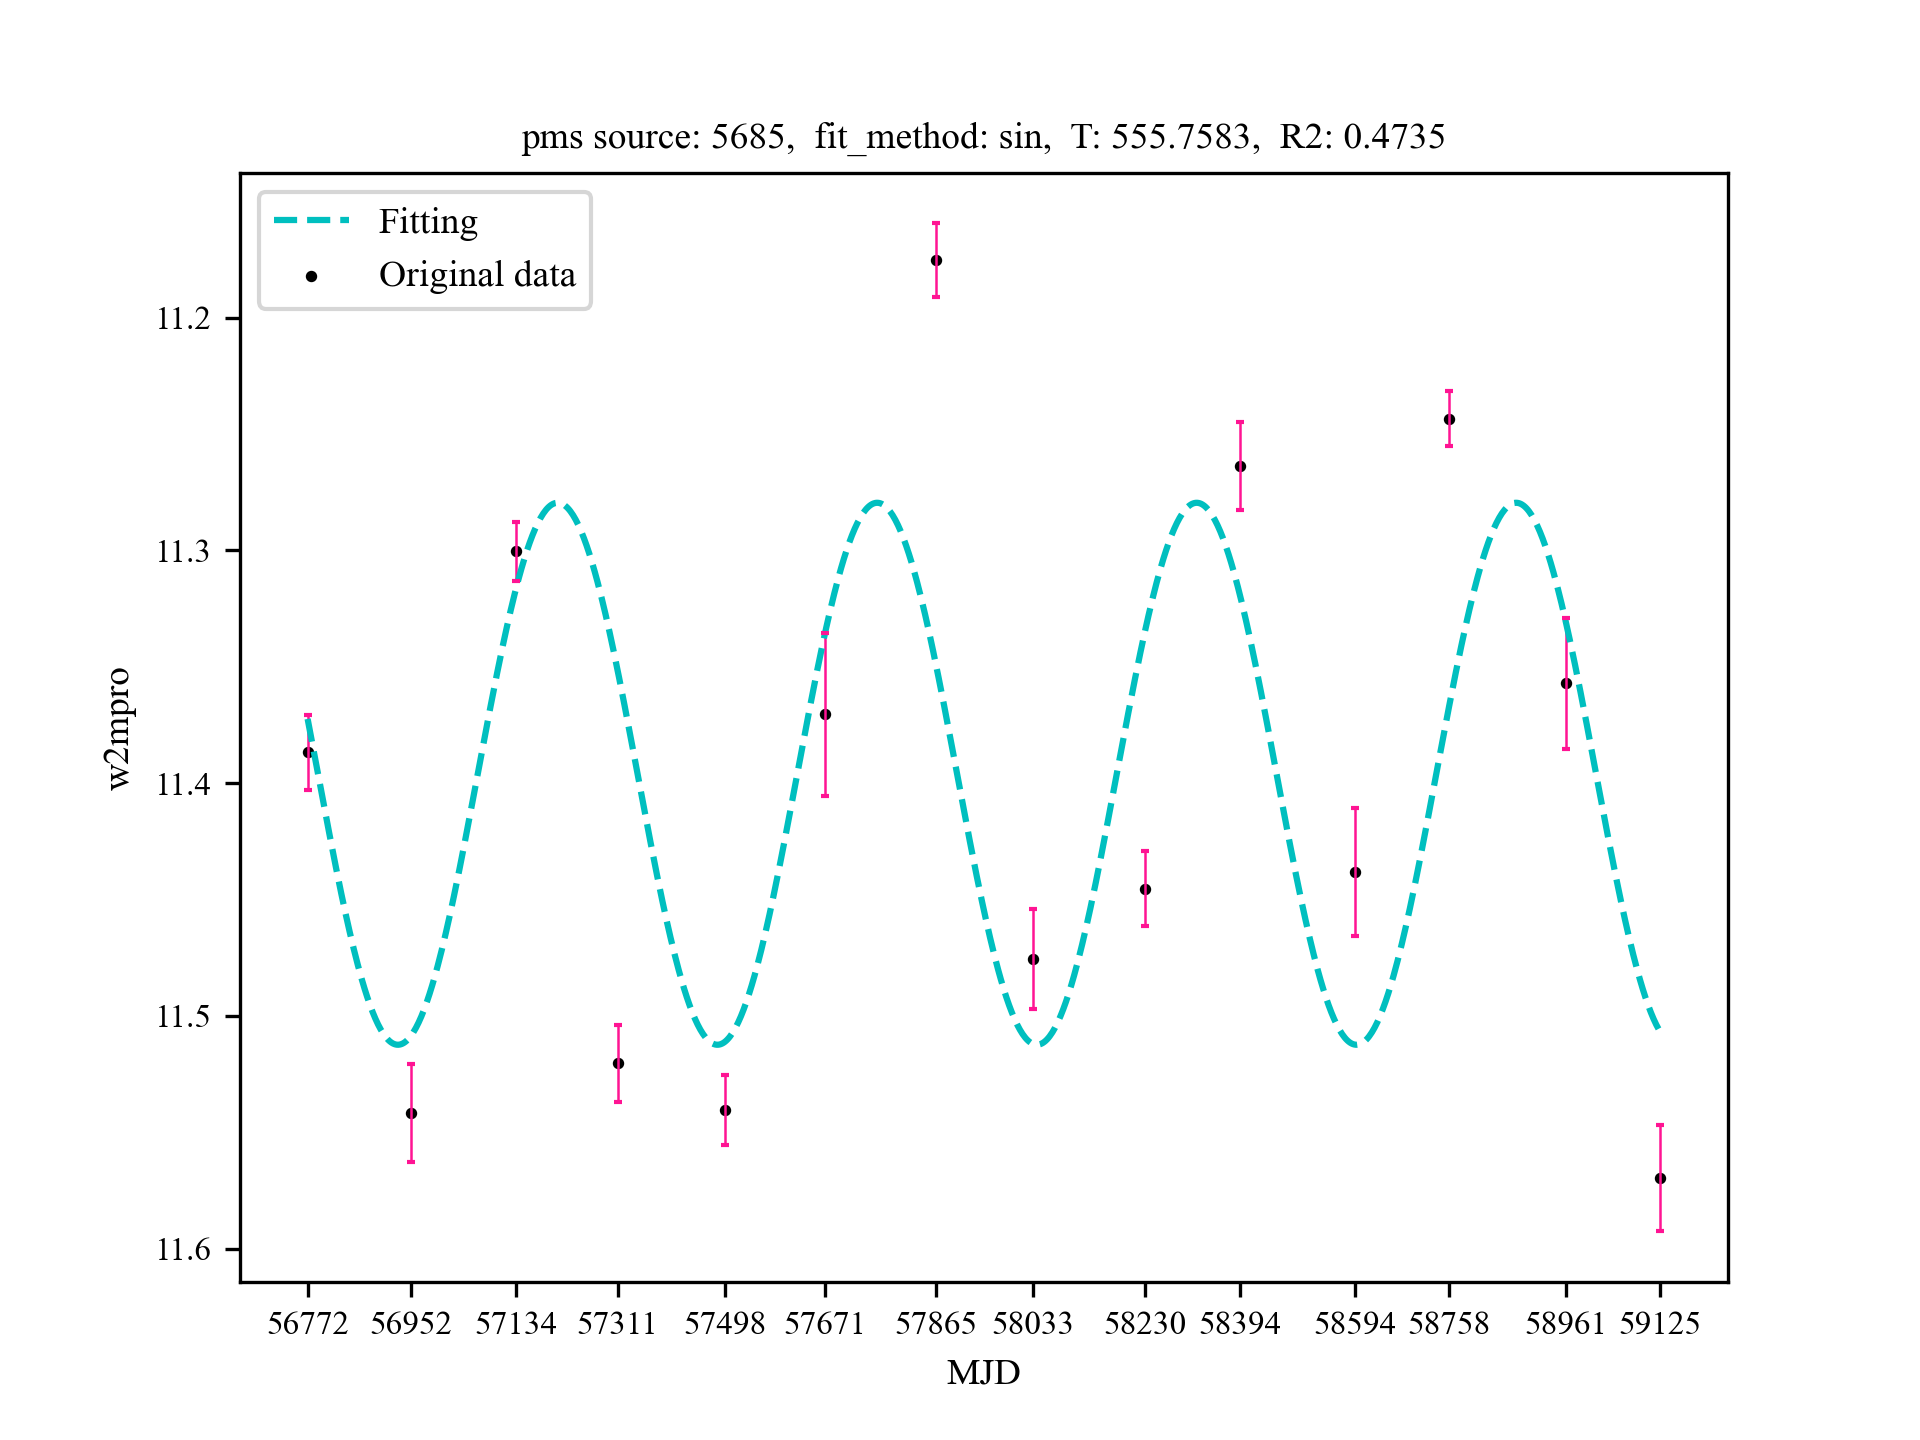 pms source: 5685, fit_method: sin, T: 555.7583, R2: 0.4735
Fitting
Original data
11.2
11.3
11.4
11.5
11.6
w2mpro
56772 56952 57134 57311 57498 57671 57865 58033 58230 58394 58594 58758 58961 59125
MJD